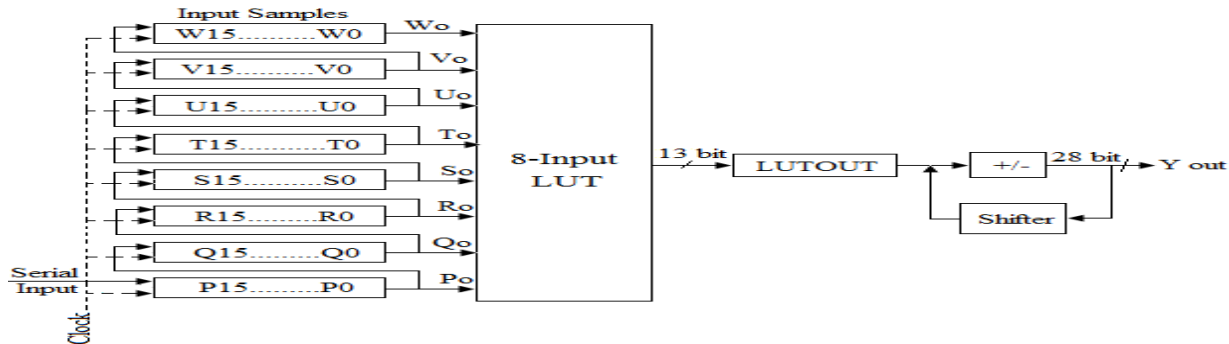 Input Samples
W15..........W0 Wo
V15..............V0 Vo
U15............U0 Uo
T15.............T0 To
S15............S0 So
R15............R0 Ro
Q15...........Q0 Qo
P15..........P0 Po
Serial
Input
Clock
8-Input
LUT
13 bit
LUTOUT
+/-
28 bit
Y out
Shifter